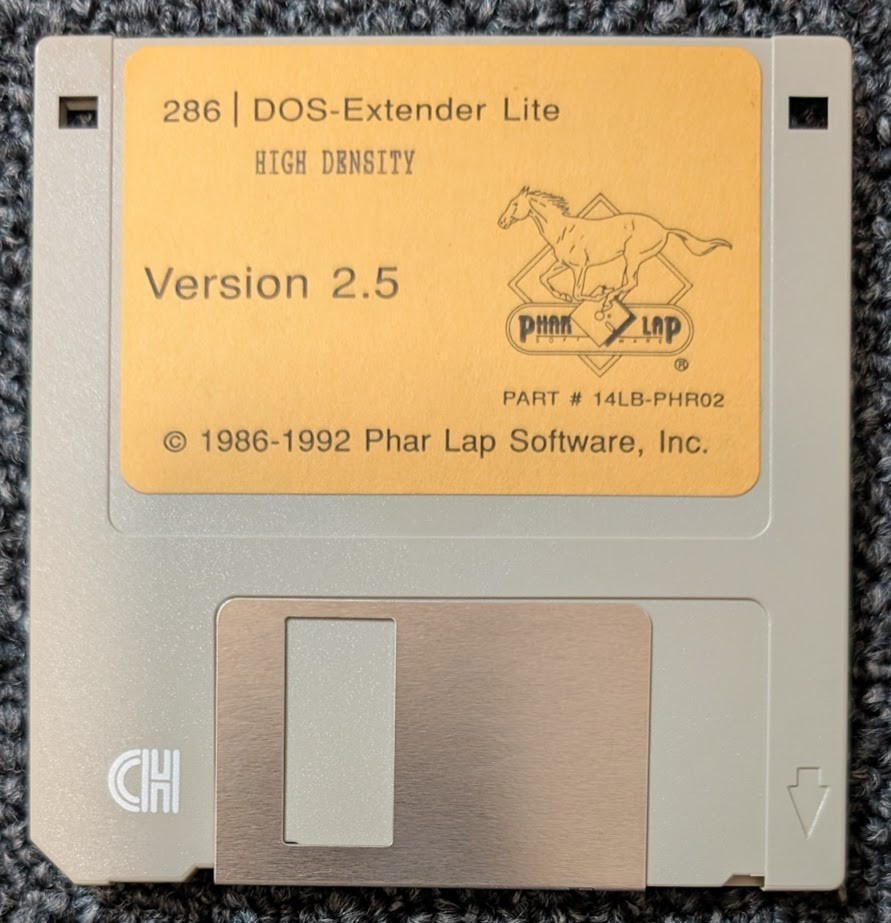 286 | DOS-Extender Lite
HIGH DENSITY
Version 2.5
PHAR LAP
SOFTWARE
®
PART # 14LB-PHR02
© 1986-1992 Phar Lap Software, Inc.
CH